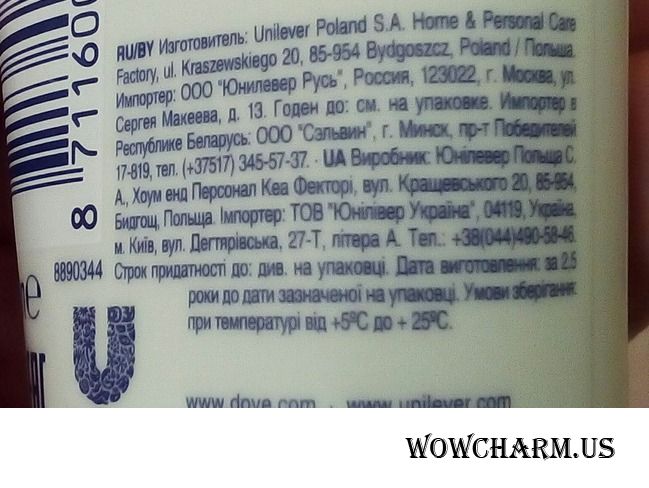 RU/BY Изготовитель: Unilever Poland S.A. Home & Personal Care
Factory, ul. Kraszewskiego 20, 85-954 Bydgoszcz, Poland / Польша.
Импортер: ООО "Юнилевер Русь", Россия, 123022, г. Москва, ул.
Сергея Макеева, д. 13. Годен до: см. на упаковке. Импортер в
Республике Беларусь: ООО "Сэльвин", г. Минск, пр-т Победителей
17-819, тел. (+37517) 345-57-37. · UA Виробник: Юнілевер Польща С.
А., Хоум енд Персонал Кеа Фекторі, вул. Кращевського 20, 85-954,
Бидгощ, Польща. Імпортер: ТОВ "Юнілівер Україна", 04119, Україна,
м. Київ, вул. Дегтярівська, 27-Т, літера А. Тел.: +38(044)490-58-46.
Строк придатності до: див. на упаковці. Дата виготовлення: за 2.5
роки до дати зазначеної на упаковці. Умови зберігання:
при температурі від +5ºС до + 25ºС.
8 711600
8890344
www.dove.com · www.unilever.com
WOWCHARM.US